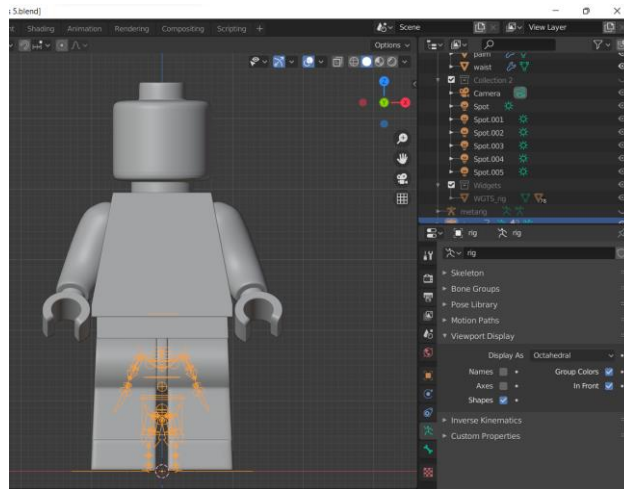 s 5.blend]
Shading Animation Rendering Compositing Scripting + Scene View Layer
Options
palm
waist
Collection 2
Camera
Spot
Spot.001
Spot.002
Spot.003
Spot.004
Spot.005
Widgets
WGTS_rig
metarig
rig rig
rig
Skeleton
Bone Groups
Pose Library
Motion Paths
Viewport Display
Display As Octahedral
Names Group Colors
Axes In Front
Shapes
Inverse Kinematics
Custom Properties